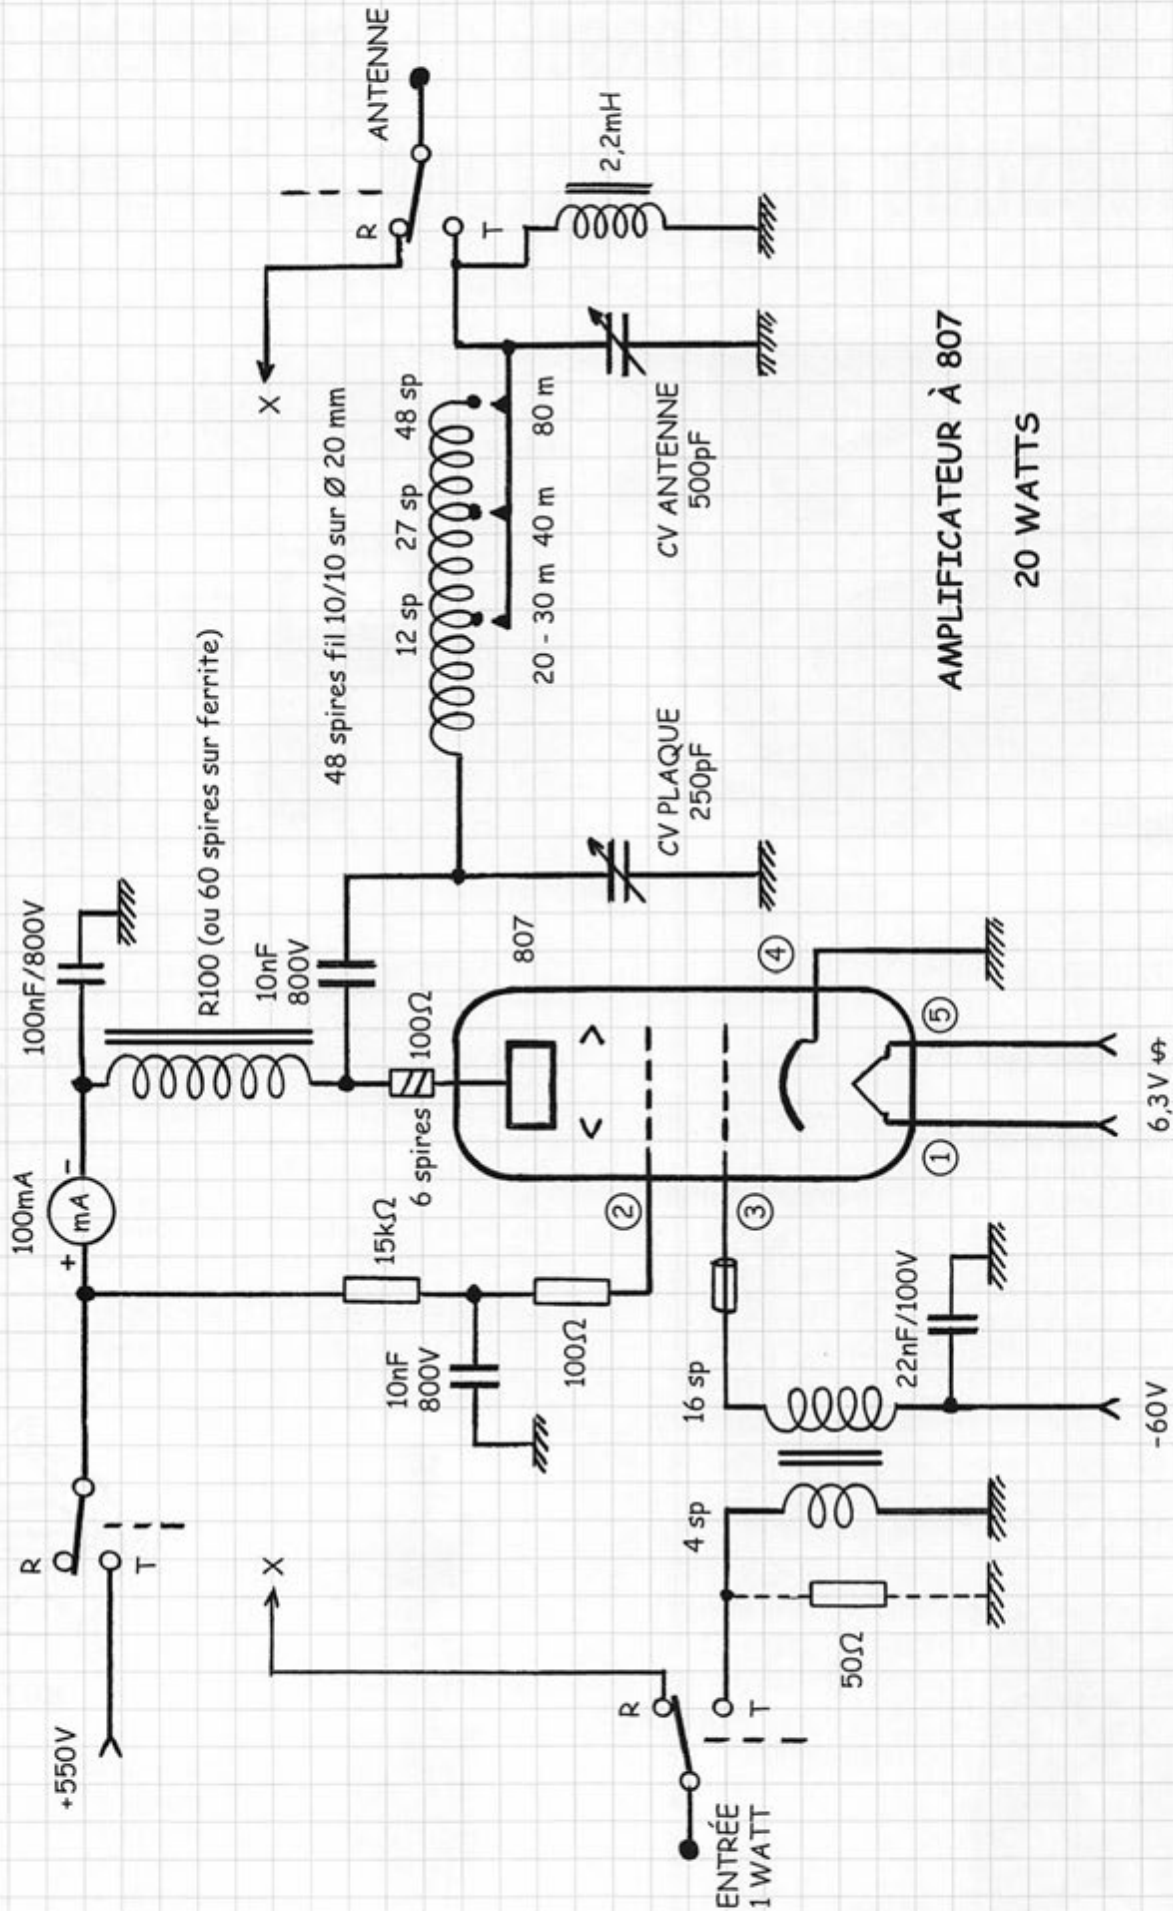 +550V
R
T
100mA
+
mA
-
100nF/800V
R100 (ou 60 spires sur ferrite)
10nF
800V
100Ω
6 spires
15kΩ
10nF
800V
100Ω
X
48 spires fil 10/10 sur Ø 20 mm
12 sp
27 sp
48 sp
20 - 30 m
40 m
80 m
X
R
T
ANTENNE
2,2mH
CV PLAQUE
250pF
CV ANTENNE
500pF
807
2
3
4
1
5
ENTRÉE
1 WATT
R
T
50Ω
4 sp
16 sp
22nF/100V
-60V
6,3V
AMPLIFICATEUR À 807
20 WATTS